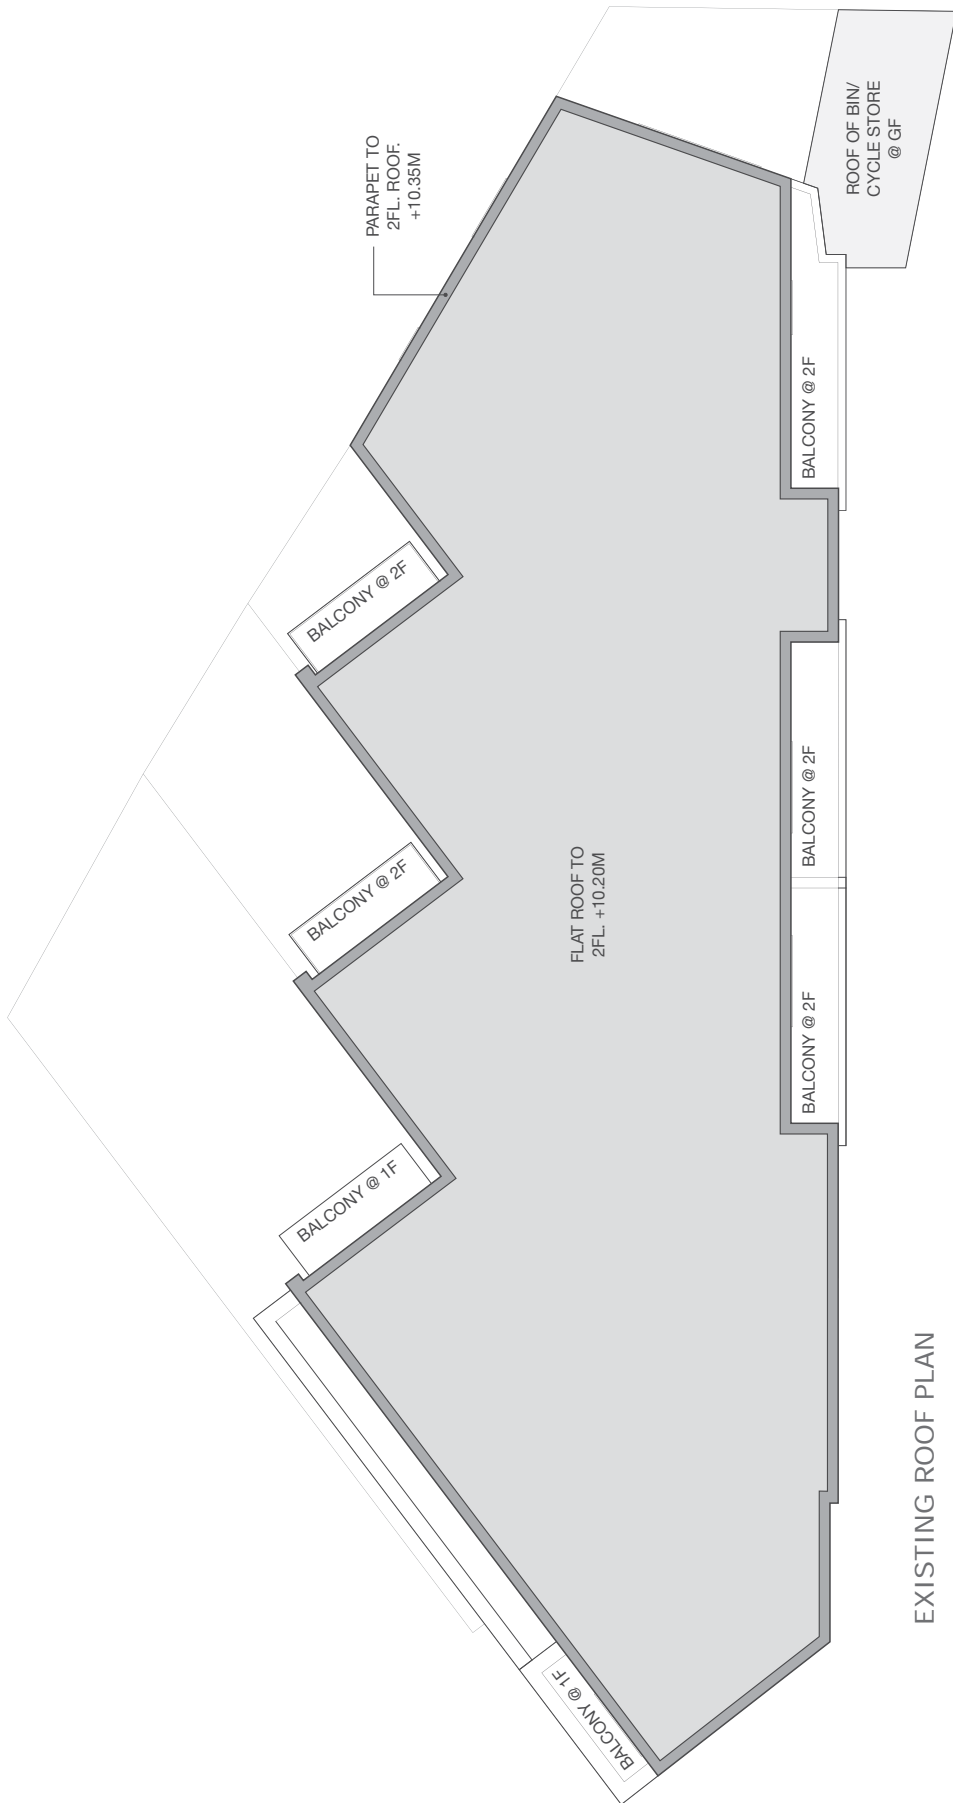 PARAPET TO
2FL. ROOF.
+10.35M
ROOF OF BIN/
CYCLE STORE
@ GF
BALCONY @ 2F
BALCONY @ 2F
BALCONY @ 2F
BALCONY @ 2F
BALCONY @ 2F
FLAT ROOF TO
2FL. +10.20M
BALCONY @ 1F
BALCONY @ 1F
EXISTING ROOF PLAN